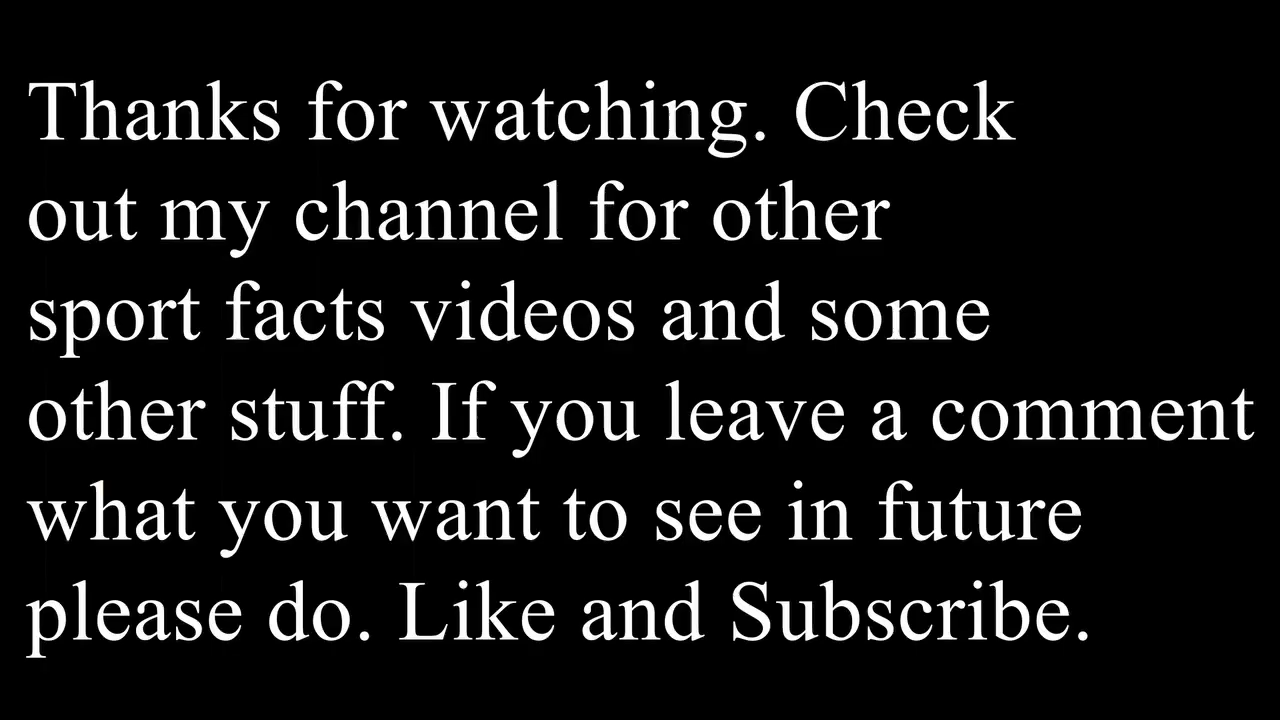 Thanks for watching. Check
out my channel for other
sport facts videos and some
other stuff. If you leave a comment
what you want to see in future
please do. Like and Subscribe.